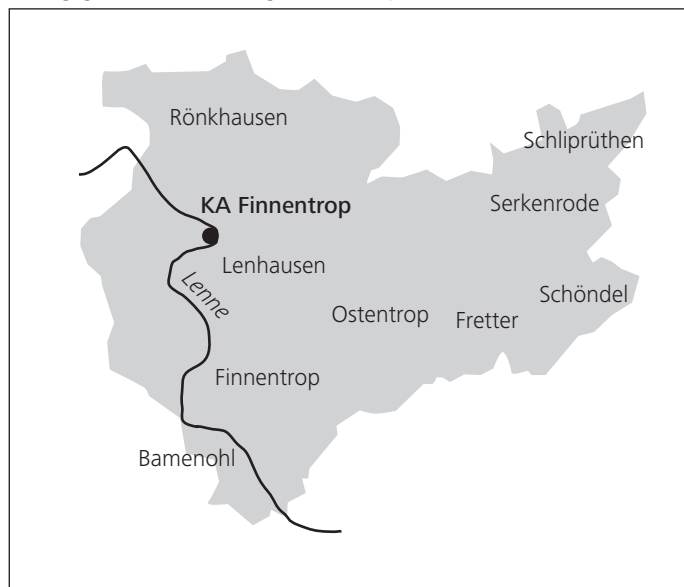 Rönkhausen
Schliprüthen
KA Finnentrop
Serkenrode
Lenhausen
Lenne
Schöndel
Ostentrop
Fretter
Finnentrop
Bamenohl